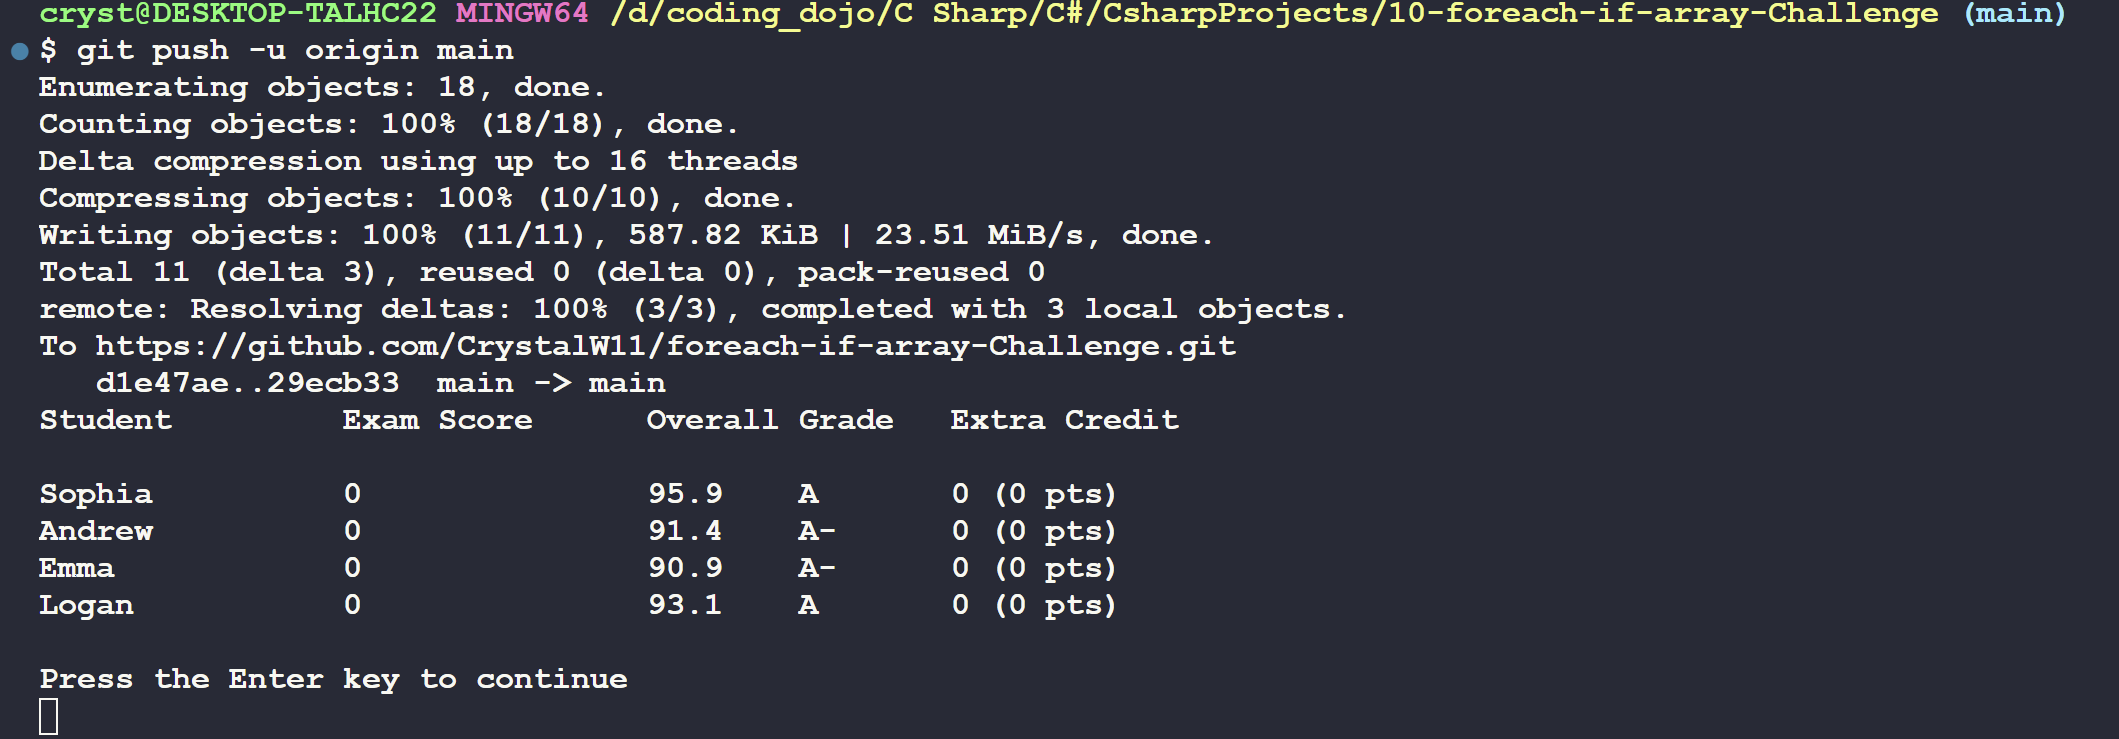 cryst@DESKTOP-TALHC22 MINGW64 /d/coding_dojo/C Sharp/C#/CsharpProjects/10-foreach-if-array-Challenge (main)
$ git push -u origin main
Enumerating objects: 18, done.
Counting objects: 100% (18/18), done.
Delta compression using up to 16 threads
Compressing objects: 100% (10/10), done.
Writing objects: 100% (11/11), 587.82 KiB | 23.51 MiB/s, done.
Total 11 (delta 3), reused 0 (delta 0), pack-reused 0
remote: Resolving deltas: 100% (3/3), completed with 3 local objects.
To https://github.com/CrystalW11/foreach-if-array-Challenge.git
   d1e47ae..29ecb33  main -> main
Student         Exam Score      Overall Grade   Extra Credit
Sophia          0               95.9    A       0 (0 pts)
Andrew          0               91.4    A-      0 (0 pts)
Emma            0               90.9    A-      0 (0 pts)
Logan           0               93.1    A       0 (0 pts)
Press the Enter key to continue